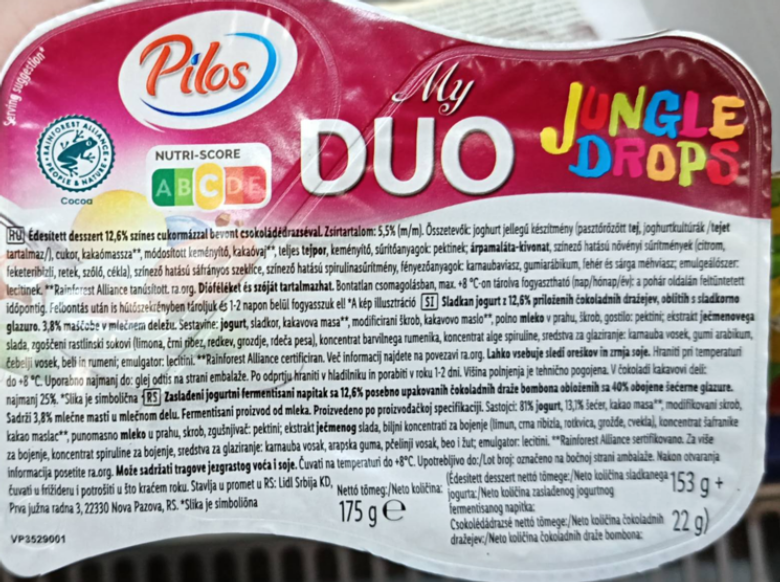 Serving suggestion*
Pilos
My
DUO
JUNGLE
DROPS
RAINFOREST ALLIANCE
PEOPLE & NATURE
Cocoa
NUTRI-SCORE
A B C D E
HU Édesített desszert 12,6% színes cukormázzal bevont csokoládédrazséval. Zsírtartalom: 5,5% (m/m). Összetevők: joghurt jellegű készítmény (pasztőrözött tej, joghurtkultúrák /tejet
tartalmaz/), cukor, kakaómassza**, módosított keményítő, kakaóvaj**, teljes tejpor, keményítő, sűrítőanyagok: pektinek; árpamaláta-kivonat, színező hatású növényi sűrítmények (citrom,
feketeribizli, retek, szőlő, cékla), színező hatású sáfrányos szeklice, színező hatású spirulinasűrítmény, fényezőanyagok: karnaubaviasz, gumiarábikum, fehér és sárga méhviasz; emulgeálószer:
lecitinek. **Rainforest Alliance tanúsított. ra.org. Dióféléket és szóját tartalmazhat. Bontatlan csomagolásban, max. +8 °C-on tárolva fogyasztható (nap/hónap/év): a pohár oldalán feltüntetett
időpontig. Felbontás után is hűtőszekrényben tároljuk és 1-2 napon belül fogyasszuk el! *A kép illusztráció SI Sladkan jogurt z 12,6% priloženih čokoladnih dražejev, oblitih s sladkorno
glazuro. 3,8% maščobe v mlečnem deležu. Sestavine: jogurt, sladkor, kakavova masa**, modificirani škrob, kakavovo maslo**, polno mleko v prahu, škrob, gostilo: pektini; ekstrakt ječmenovega
slada, zgoščeni rastlinski sokovi (limona, črni ribez, redkev, grozdje, rdeča pesa), koncentrat barvilnega rumenika, koncentrat alge spiruline, sredstva za glaziranje: karnauba vosek, gumi arabikum,
čebelji vosek, beli in rumeni; emulgator: lecitini. **Rainforest Alliance certificiran. Več informacij najdete na povezavi ra.org. Lahko vsebuje sledi oreškov in zrnja soje. Hraniti pri temperaturi
do +8 °C. Uporabno najmanj do: glej odtis na strani embalaže. Po odprtju hraniti v hladilniku in porabiti v roku 1-2 dni. Višina polnjenja je tehnično pogojena. V čokoladi kakavovi deli:
najmanj 25%. *Slika je simbolična RS Zaslađeni jogurtni fermentisani napitak sa 12,6% posebno upakovanih čokoladnih draže bombona obloženih sa 40% obojene šećerne glazure.
Sadrži 3,8% mlečne masti u mlečnom delu. Fermentisani proizvod od mleka. Proizvedeno po proizvođačkoj specifikaciji. Sastojci: 81% jogurt, 13,1% šećer, kakao masa**, modifikovani skrob,
kakao maslac**, punomasno mleko u prahu, skrob, zgušnjivač: pektini; ekstrakt ječmenog slada, biljni koncentrati za bojenje (limun, crna ribizla, rotkvica, grožđe, cvekla), koncentrat šafranike
za bojenje, koncentrat spiruline za bojenje, sredstva za glaziranje: karnauba vosak, arapska guma, pčelinji vosak, beo i žut; emulgator: lecitini. **Rainforest Alliance sertifikovano. Za više
informacija posetite ra.org. Može sadržati tragove jezgrastog voća i soje. Čuvati na temperaturi do +8°C. Upotrebljivo do:/Lot broj: označeno na bočnoj strani ambalaže. Nakon otvaranja
čuvati u frižideru i potrošiti u što kraćem roku. Stavlja u promet u RS: Lidl Srbija KD,
Prva južna radna 3, 22330 Nova Pazova, RS. *Slika je simbolična
Nettó tömeg:/Neto količina:
175 g e
(Édesített desszert nettó tömege:/Neto količina sladkanega
jogurta:/Neto količina zaslađenog jogurtnog
fermentisanog napitka:
153 g +
Csokoládédrazsé nettó tömege:/Neto količina čokoladnih
dražejev:/Neto količina čokoladnih draže bombona:
22 g)
VP3529001